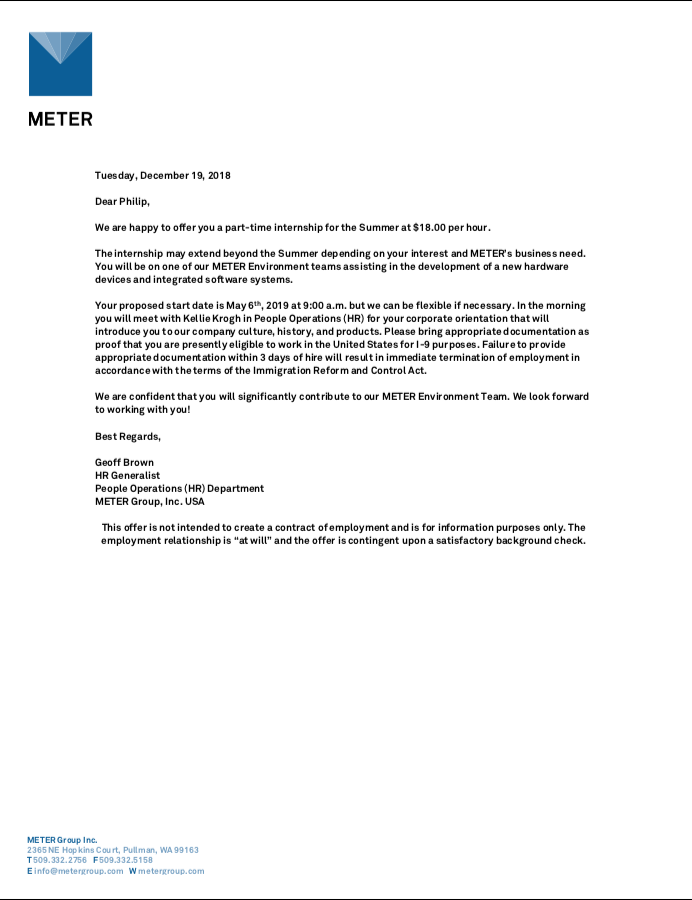 METER
Tuesday, December 19, 2018
Dear Philip,
We are happy to offer you a part-time internship for the Summer at $18.00 per hour.
The internship may extend beyond the Summer depending on your interest and METER's business need.
You will be on one of our METER Environment teams assisting in the development of a new hardware
devices and integrated software systems.
Your proposed start date is May 6th, 2019 at 9:00 a.m. but we can be flexible if necessary. In the morning
you will meet with Kellie Krogh in People Operations (HR) for your corporate orientation that will
introduce you to our company culture, history, and products. Please bring appropriate documentation as
proof that you are presently eligible to work in the United States for I-9 purposes. Failure to provide
appropriate documentation within 3 days of hire will result in immediate termination of employment in
accordance with the terms of the Immigration Reform and Control Act.
We are confident that you will significantly contribute to our METER Environment Team. We look forward
to working with you!
Best Regards,
Geoff Brown
HR Generalist
People Operations (HR) Department
METER Group, Inc. USA
This offer is not intended to create a contract of employment and is for information purposes only. The
employment relationship is “at will” and the offer is contingent upon a satisfactory background check.
METER Group Inc.
2365 NE Hopkins Court, Pullman, WA 99163
T 509.332.2756 F 509.332.5158
E info@metergroup.com W metergroup.com